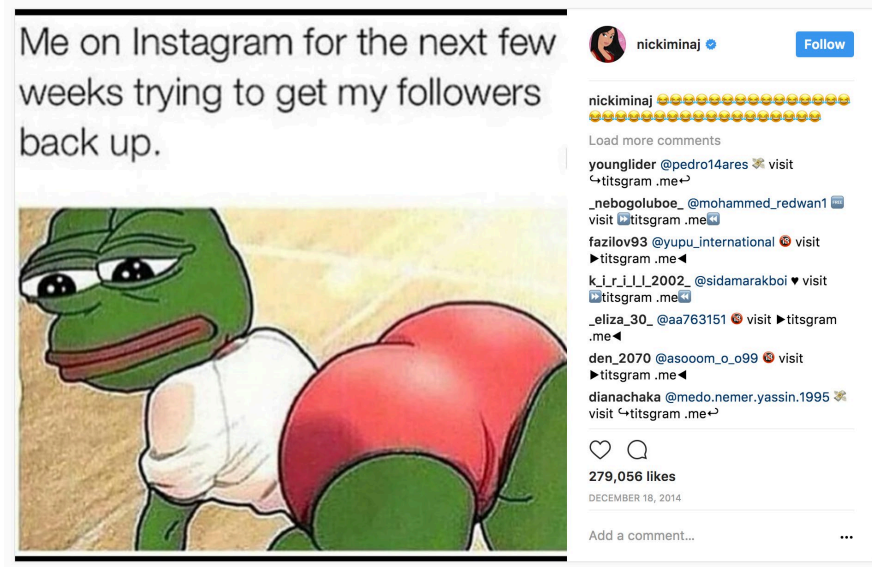 Me on Instagram for the next few
weeks trying to get my followers
back up.
nickiminaj
Follow
nickiminaj 😂😂😂😂😂😂😂😂😂😂😂😂😂😂😂
😂😂😂😂😂😂😂😂😂😂😂😂😂😂😂😂😂😂
Load more comments
younglider @pedro14ares 💸 visit
↪titsgram .me↩
_nebogoluboe_ @mohammed_redwan1 🆓
visit ⏩titsgram .me⏪
fazilov93 @yupu_international 🔞 visit
▶titsgram .me◀
k_i_r_i_l_l_2002_ @sidamarakboi ♥ visit
⏩titsgram .me⏪
_eliza_30_ @aa763151 🔞 visit ▶titsgram
.me◀
den_2070 @asooom_o_o99 🔞 visit
▶titsgram .me◀
dianachaka @medo.nemer.yassin.1995 💸
visit ↪titsgram .me↩
279,056 likes
DECEMBER 18, 2014
Add a comment...